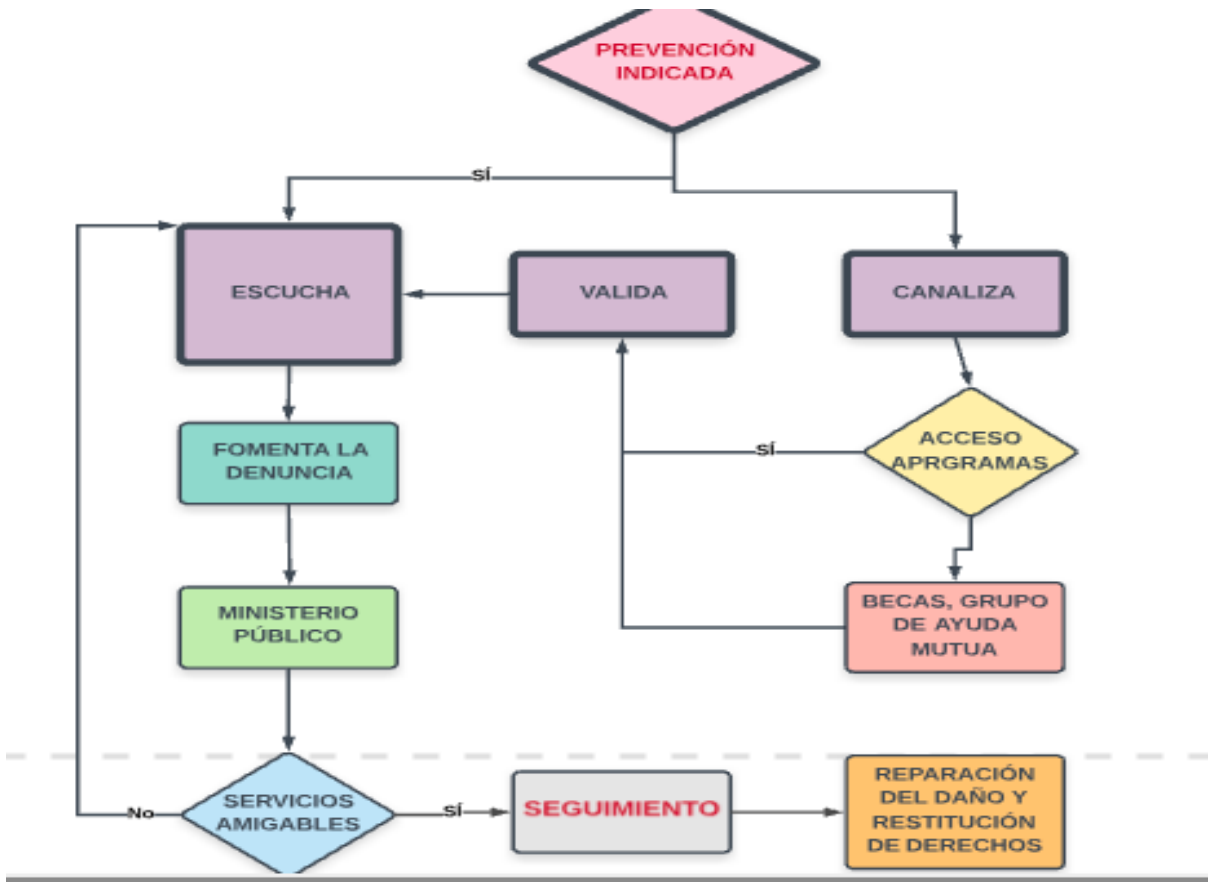 PREVENCIÓN
INDICADA
SÍ
ESCUCHA
VALIDA
CANALIZA
FOMENTA LA
DENUNCIA
SÍ
ACCESO
APRGRAMAS
MINISTERIO
PÚBLICO
BECAS, GRUPO
DE AYUDA
MUTUA
No
SERVICIOS
AMIGABLES
SÍ
SEGUIMIENTO
REPARACIÓN
DEL DAÑO Y
RESTITUCIÓN
DE DERECHOS